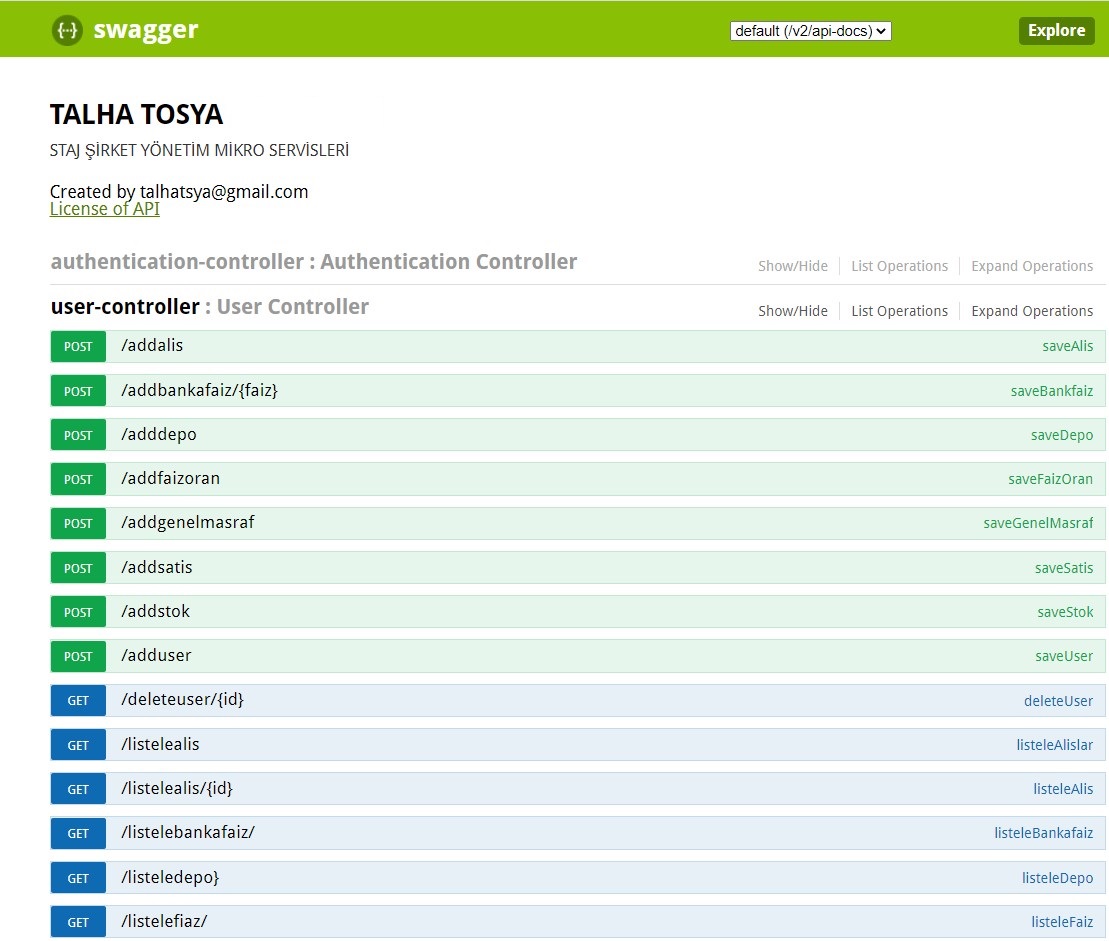 swagger default (/v2/api-docs) Explore
TALHA TOSYA
STAJ ŞİRKET YÖNETİM MİKRO SERVİSLERİ
Created by talhatsya@gmail.com
License of API
authentication-controller : Authentication Controller Show/Hide List Operations Expand Operations
user-controller : User Controller Show/Hide List Operations Expand Operations
POST /addalis saveAlis
POST /addbankafaiz/{faiz} saveBankfaiz
POST /adddepo saveDepo
POST /addfaizoran saveFaizOran
POST /addgenelmasraf saveGenelMasraf
POST /addsatis saveSatis
POST /addstok saveStok
POST /adduser saveUser
GET /deleteuser/{id} deleteUser
GET /listelealis listeleAlislar
GET /listelealis/{id} listeleAlis
GET /listelebankafaiz/ listeleBankafaiz
GET /listeledepo} listeleDepo
GET /listelefiaz/ listeleFaiz